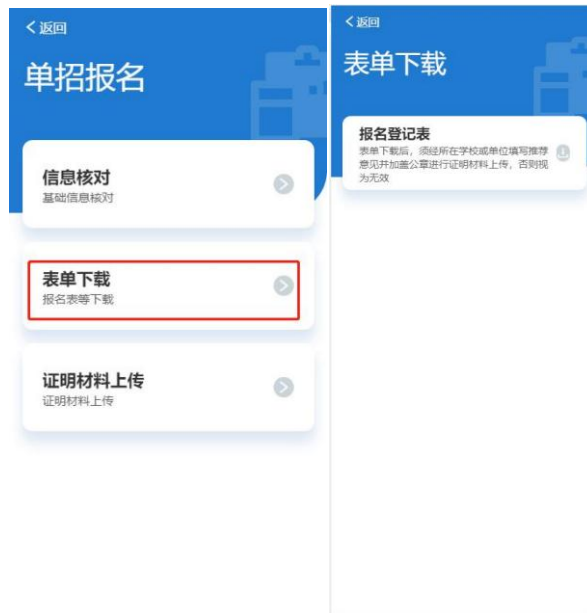 返回
单招报名
信息核对
基础信息核对
表单下载
报名表等下载
证明材料上传
证明材料上传
返回
表单下载
报名登记表
表单下载后，须经所在学校或单位填写推荐
意见并加盖公章进行证明材料上传，否则视
为无效